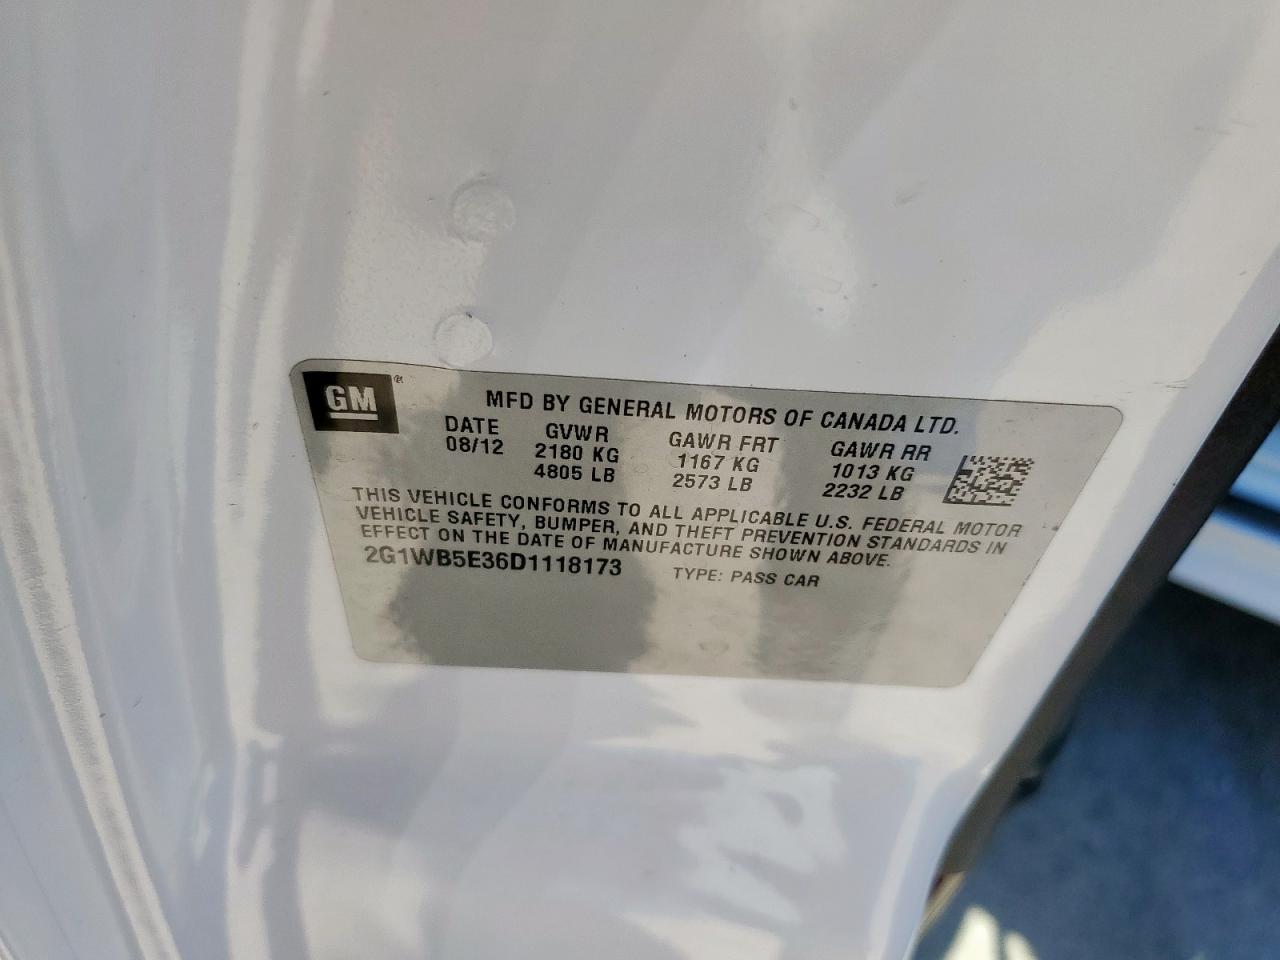 GM ®
MFD BY GENERAL MOTORS OF CANADA LTD.
DATE GVWR GAWR FRT GAWR RR
08/12 2180 KG 1167 KG 1013 KG
4805 LB 2573 LB 2232 LB
THIS VEHICLE CONFORMS TO ALL APPLICABLE U.S. FEDERAL MOTOR
VEHICLE SAFETY, BUMPER, AND THEFT PREVENTION STANDARDS IN
EFFECT ON THE DATE OF MANUFACTURE SHOWN ABOVE.
2G1WB5E36D1118173 TYPE: PASS CAR